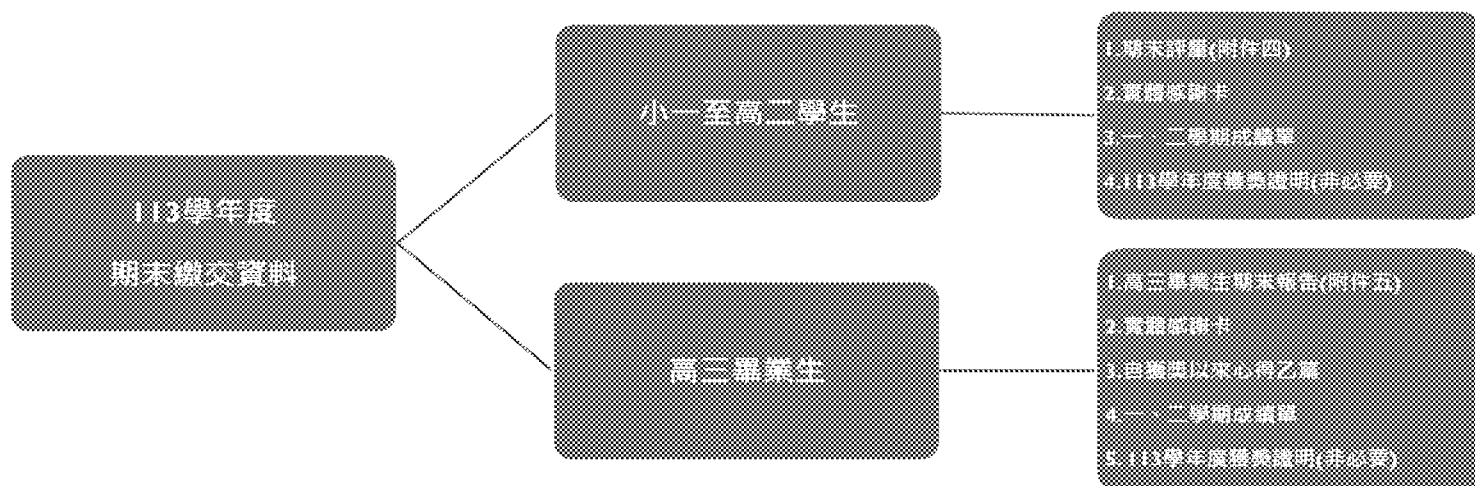 113學年度
期末繳交資料
小一至高二學生
1.期末評量(附件四)
2.實體感謝卡
3.一、二學期成績單
4.113學年度獲獎證明(非必要)
高三畢業生
1.高三畢業生期末報告(附件五)
2.實體感謝卡
3.自獲獎以來心得乙篇
4.一、二學期成績單
5.113學年度獲獎證明(非必要)